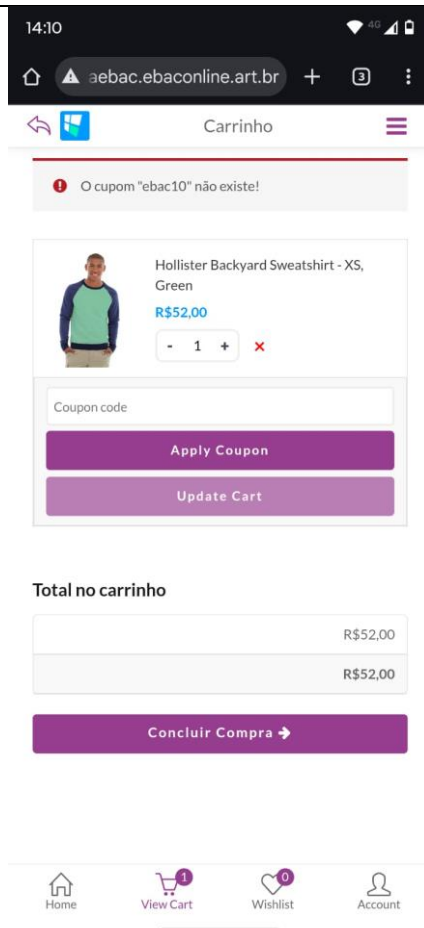 14:10
4G
aebac.ebaconline.art.br
3
Carrinho
O cupom "ebac10" não existe!
Hollister Backyard Sweatshirt - XS,
Green
R$52,00
- 1 + ×
Coupon code
Apply Coupon
Update Cart
Total no carrinho
R$52,00
R$52,00
Concluir Compra
1
0
Home
View Cart
Wishlist
Account